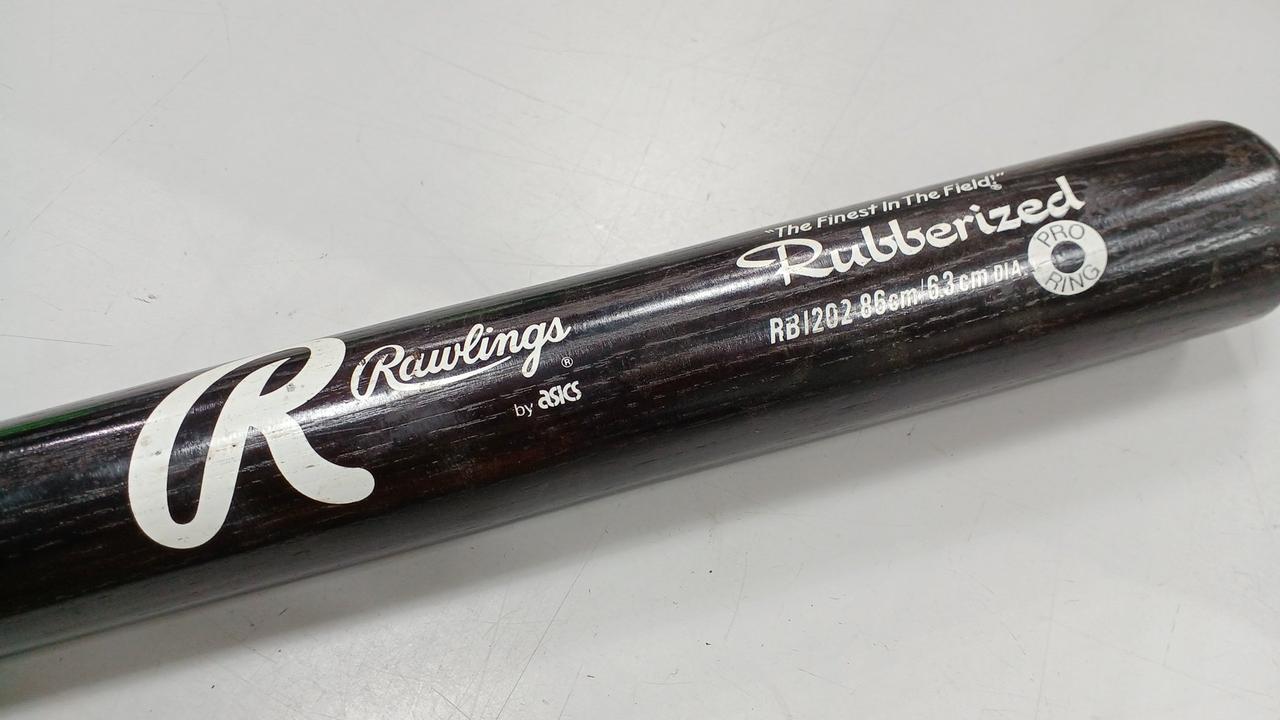 R
Rawlings®
by asics
"The Finest In The Field!"®
Rubberized
RB1202 86cm/6.3cm DIA.
PRO
RING